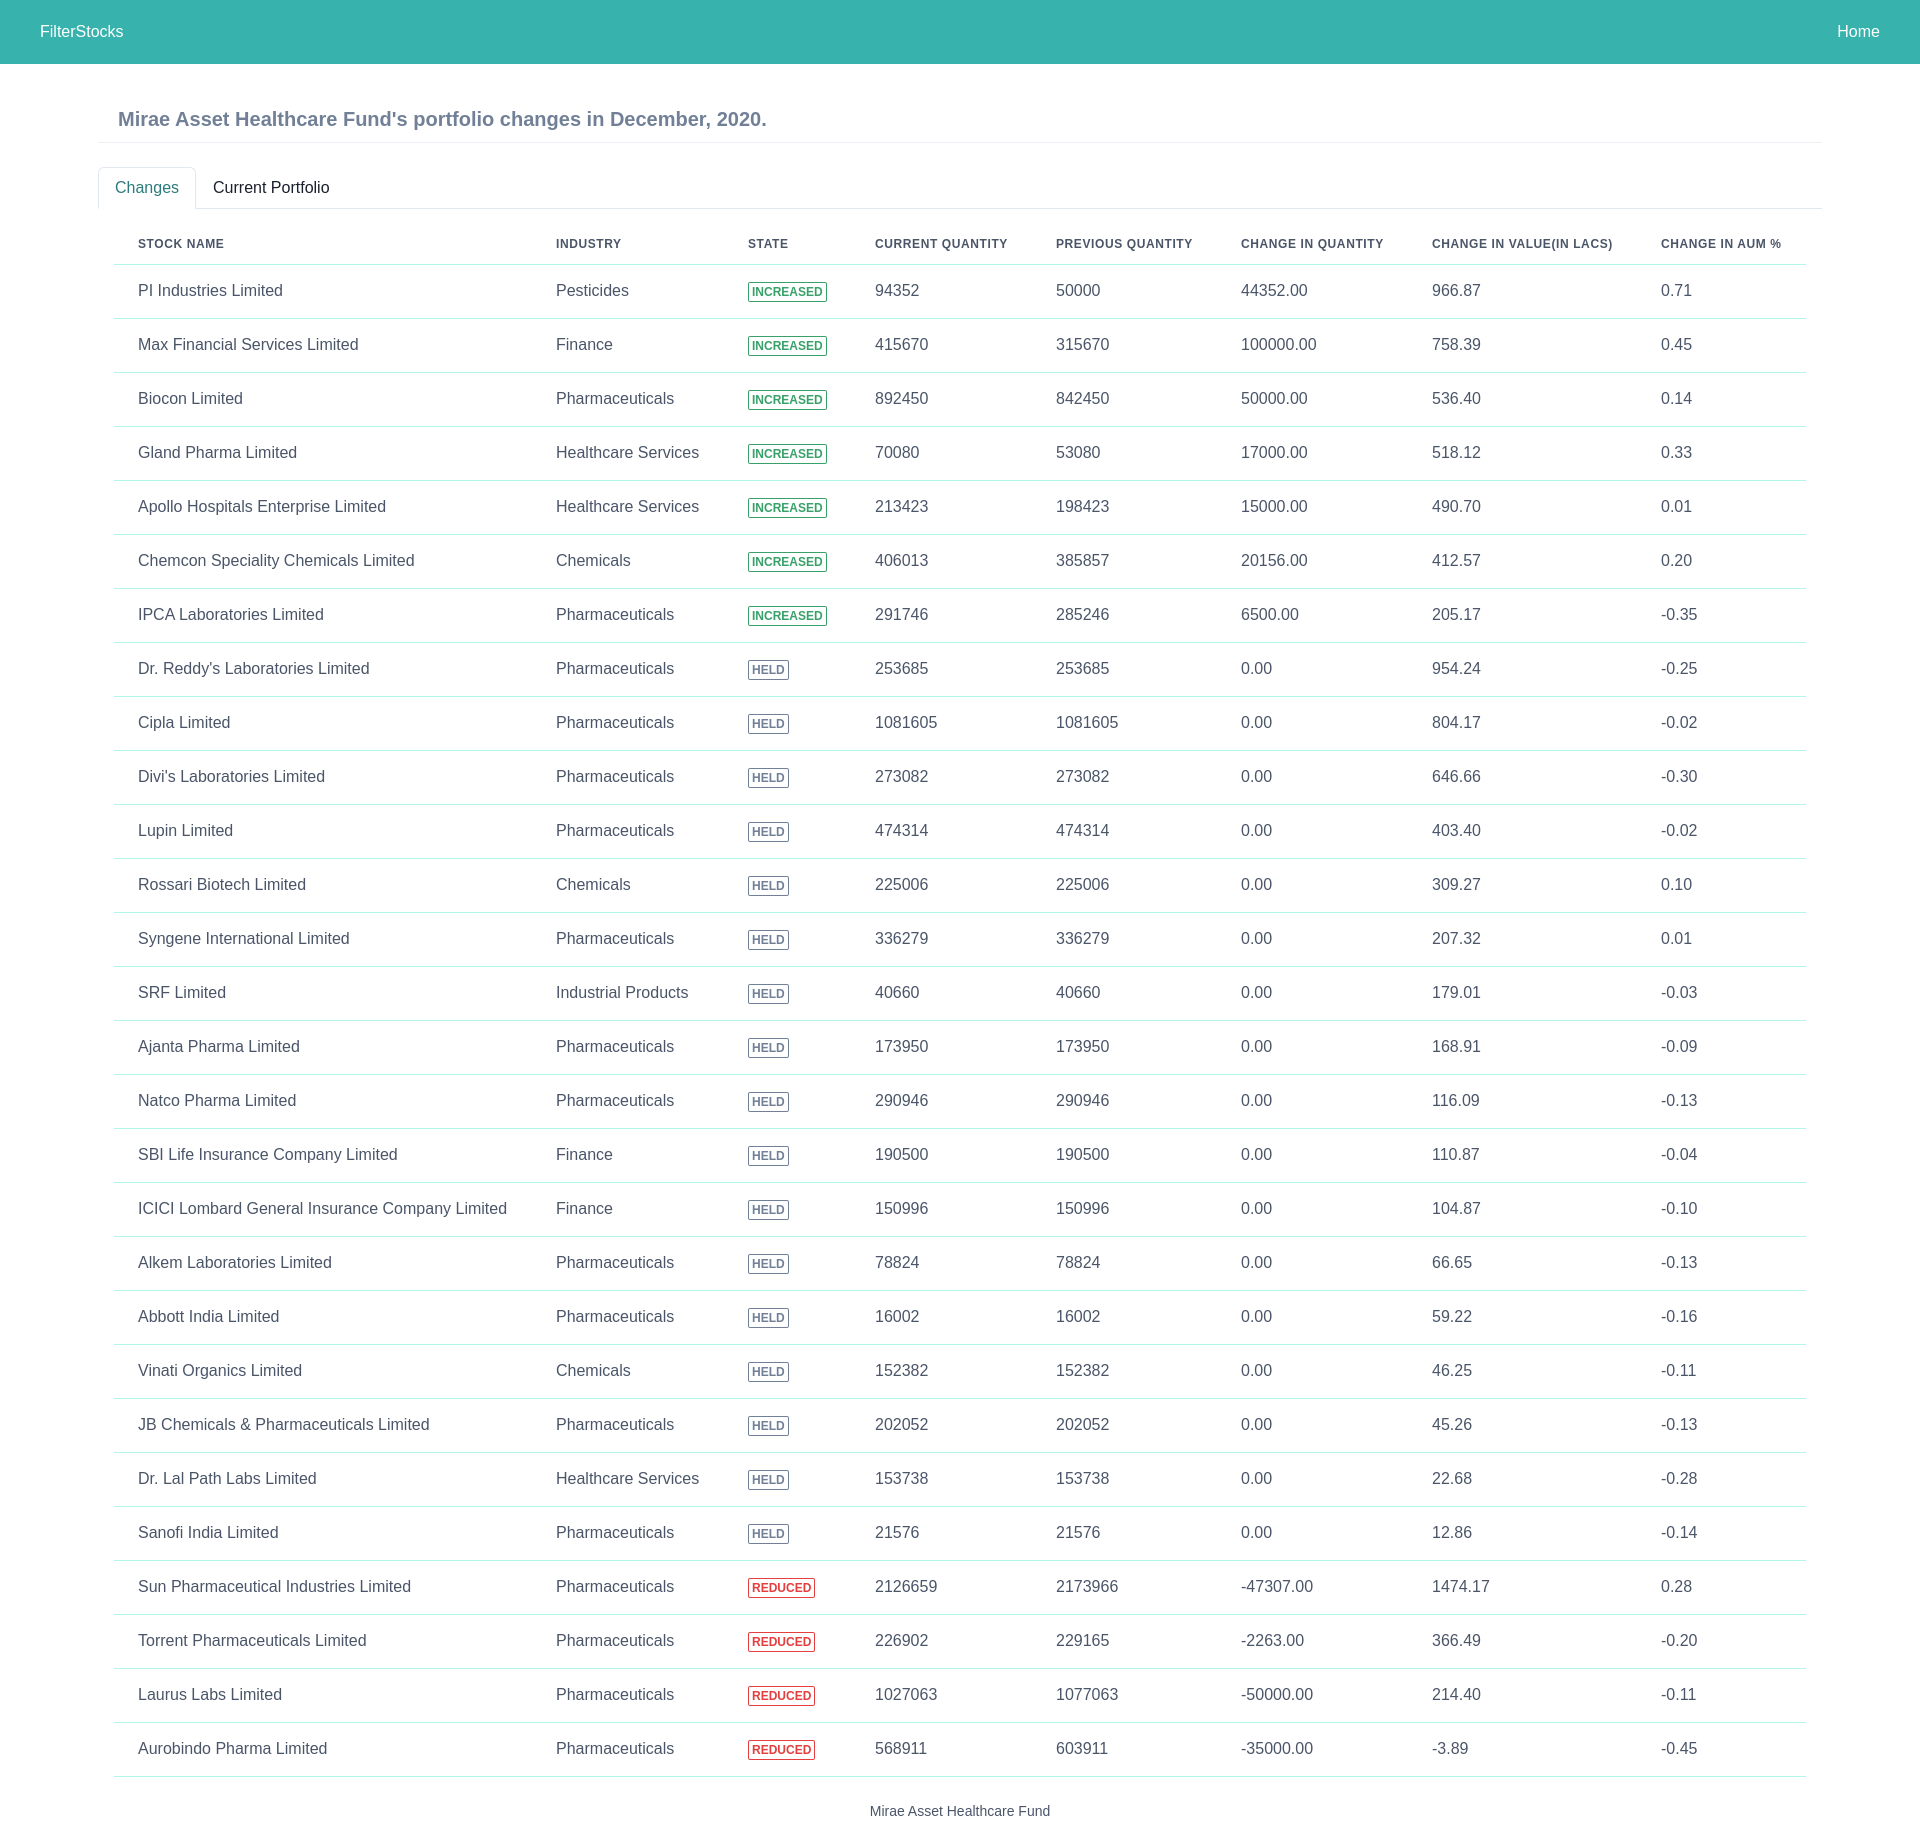 FilterStocks Home
Mirae Asset Healthcare Fund's portfolio changes in December, 2020.
Changes Current Portfolio
STOCK NAME INDUSTRY STATE CURRENT QUANTITY PREVIOUS QUANTITY CHANGE IN QUANTITY CHANGE IN VALUE(IN LACS) CHANGE IN AUM %
PI Industries Limited Pesticides INCREASED 94352 50000 44352.00 966.87 0.71
Max Financial Services Limited Finance INCREASED 415670 315670 100000.00 758.39 0.45
Biocon Limited Pharmaceuticals INCREASED 892450 842450 50000.00 536.40 0.14
Gland Pharma Limited Healthcare Services INCREASED 70080 53080 17000.00 518.12 0.33
Apollo Hospitals Enterprise Limited Healthcare Services INCREASED 213423 198423 15000.00 490.70 0.01
Chemcon Speciality Chemicals Limited Chemicals INCREASED 406013 385857 20156.00 412.57 0.20
IPCA Laboratories Limited Pharmaceuticals INCREASED 291746 285246 6500.00 205.17 -0.35
Dr. Reddy's Laboratories Limited Pharmaceuticals HELD 253685 253685 0.00 954.24 -0.25
Cipla Limited Pharmaceuticals HELD 1081605 1081605 0.00 804.17 -0.02
Divi's Laboratories Limited Pharmaceuticals HELD 273082 273082 0.00 646.66 -0.30
Lupin Limited Pharmaceuticals HELD 474314 474314 0.00 403.40 -0.02
Rossari Biotech Limited Chemicals HELD 225006 225006 0.00 309.27 0.10
Syngene International Limited Pharmaceuticals HELD 336279 336279 0.00 207.32 0.01
SRF Limited Industrial Products HELD 40660 40660 0.00 179.01 -0.03
Ajanta Pharma Limited Pharmaceuticals HELD 173950 173950 0.00 168.91 -0.09
Natco Pharma Limited Pharmaceuticals HELD 290946 290946 0.00 116.09 -0.13
SBI Life Insurance Company Limited Finance HELD 190500 190500 0.00 110.87 -0.04
ICICI Lombard General Insurance Company Limited Finance HELD 150996 150996 0.00 104.87 -0.10
Alkem Laboratories Limited Pharmaceuticals HELD 78824 78824 0.00 66.65 -0.13
Abbott India Limited Pharmaceuticals HELD 16002 16002 0.00 59.22 -0.16
Vinati Organics Limited Chemicals HELD 152382 152382 0.00 46.25 -0.11
JB Chemicals & Pharmaceuticals Limited Pharmaceuticals HELD 202052 202052 0.00 45.26 -0.13
Dr. Lal Path Labs Limited Healthcare Services HELD 153738 153738 0.00 22.68 -0.28
Sanofi India Limited Pharmaceuticals HELD 21576 21576 0.00 12.86 -0.14
Sun Pharmaceutical Industries Limited Pharmaceuticals REDUCED 2126659 2173966 -47307.00 1474.17 0.28
Torrent Pharmaceuticals Limited Pharmaceuticals REDUCED 226902 229165 -2263.00 366.49 -0.20
Laurus Labs Limited Pharmaceuticals REDUCED 1027063 1077063 -50000.00 214.40 -0.11
Aurobindo Pharma Limited Pharmaceuticals REDUCED 568911 603911 -35000.00 -3.89 -0.45
Mirae Asset Healthcare Fund